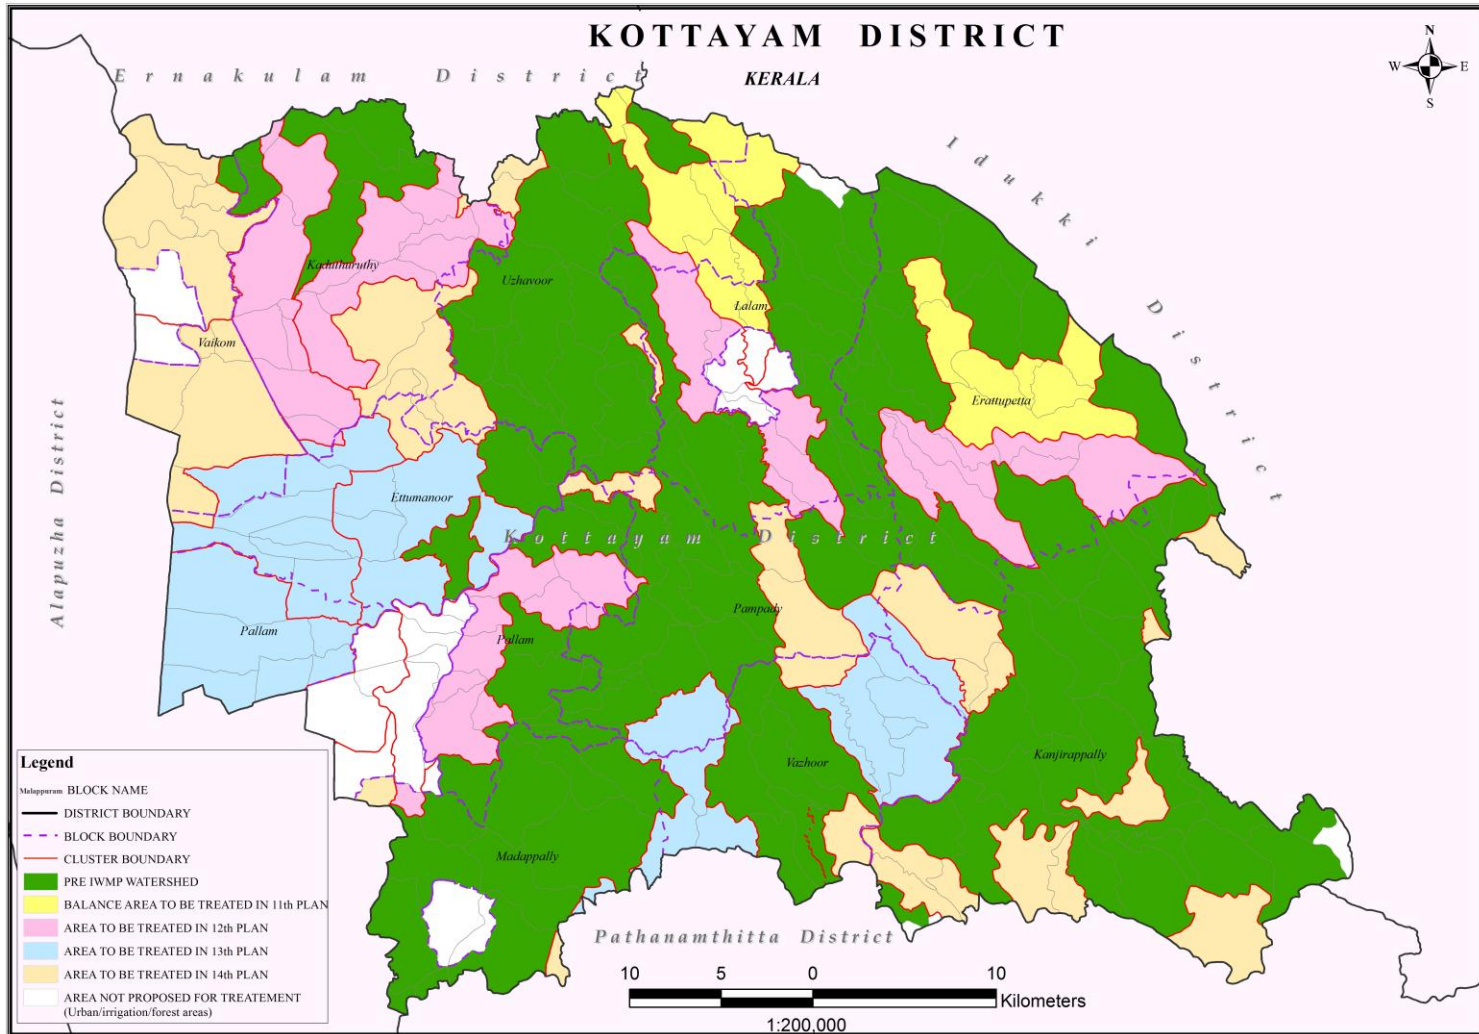 KOTTAYAM DISTRICT
KERALA
N
W E
S
Ernakulam District
Idukki District
Alapuzha District
Kaduthuruthy
Uzhavoor
Lalam
Vaikom
Erattupetta
Ettumanoor
Kottayam District
Pampady
Pallam
Pallam
Vazhoor
Kanjirappally
Madappally
Pathanamthitta District
Legend
Malappuram BLOCK NAME
DISTRICT BOUNDARY
BLOCK BOUNDARY
CLUSTER BOUNDARY
PRE IWMP WATERSHED
BALANCE AREA TO BE TREATED IN 11th PLAN
AREA TO BE TREATED IN 12th PLAN
AREA TO BE TREATED IN 13th PLAN
AREA TO BE TREATED IN 14th PLAN
AREA NOT PROPOSED FOR TREATEMENT
(Urban/irrigation/forest areas)
10 5 0 10
Kilometers
1:200,000